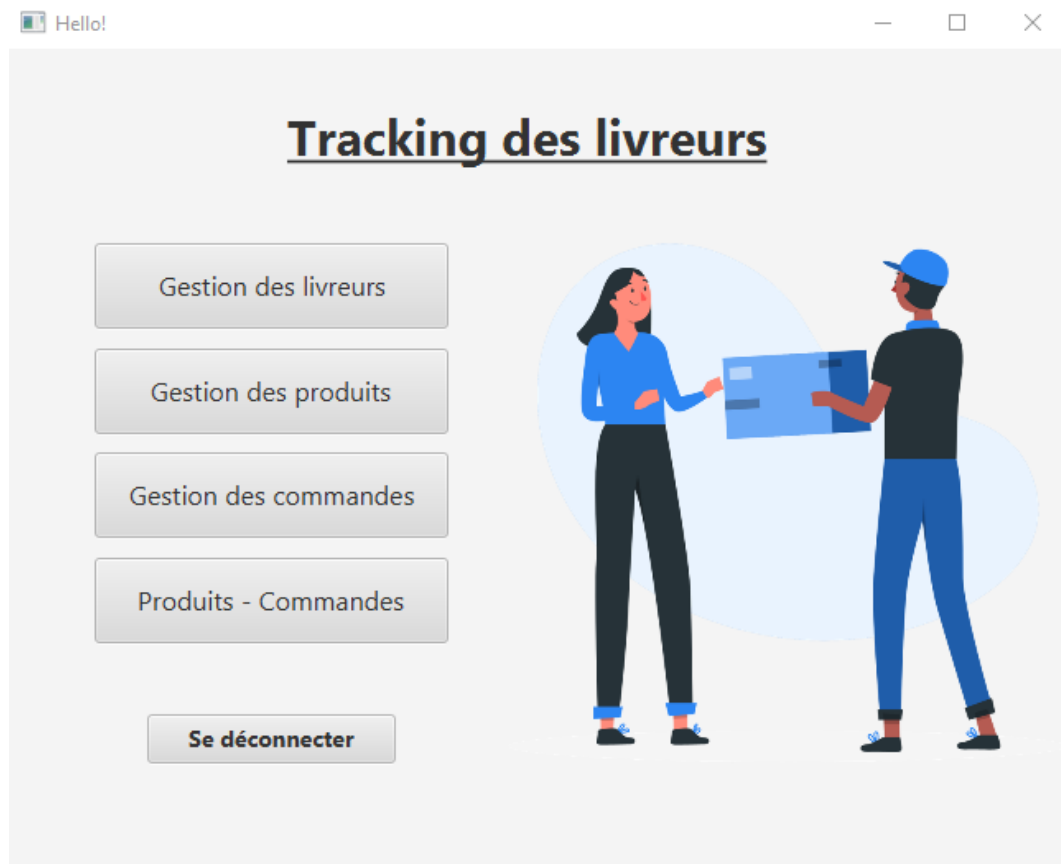 Hello!
Tracking des livreurs
Gestion des livreurs
Gestion des produits
Gestion des commandes
Produits - Commandes
Se déconnecter